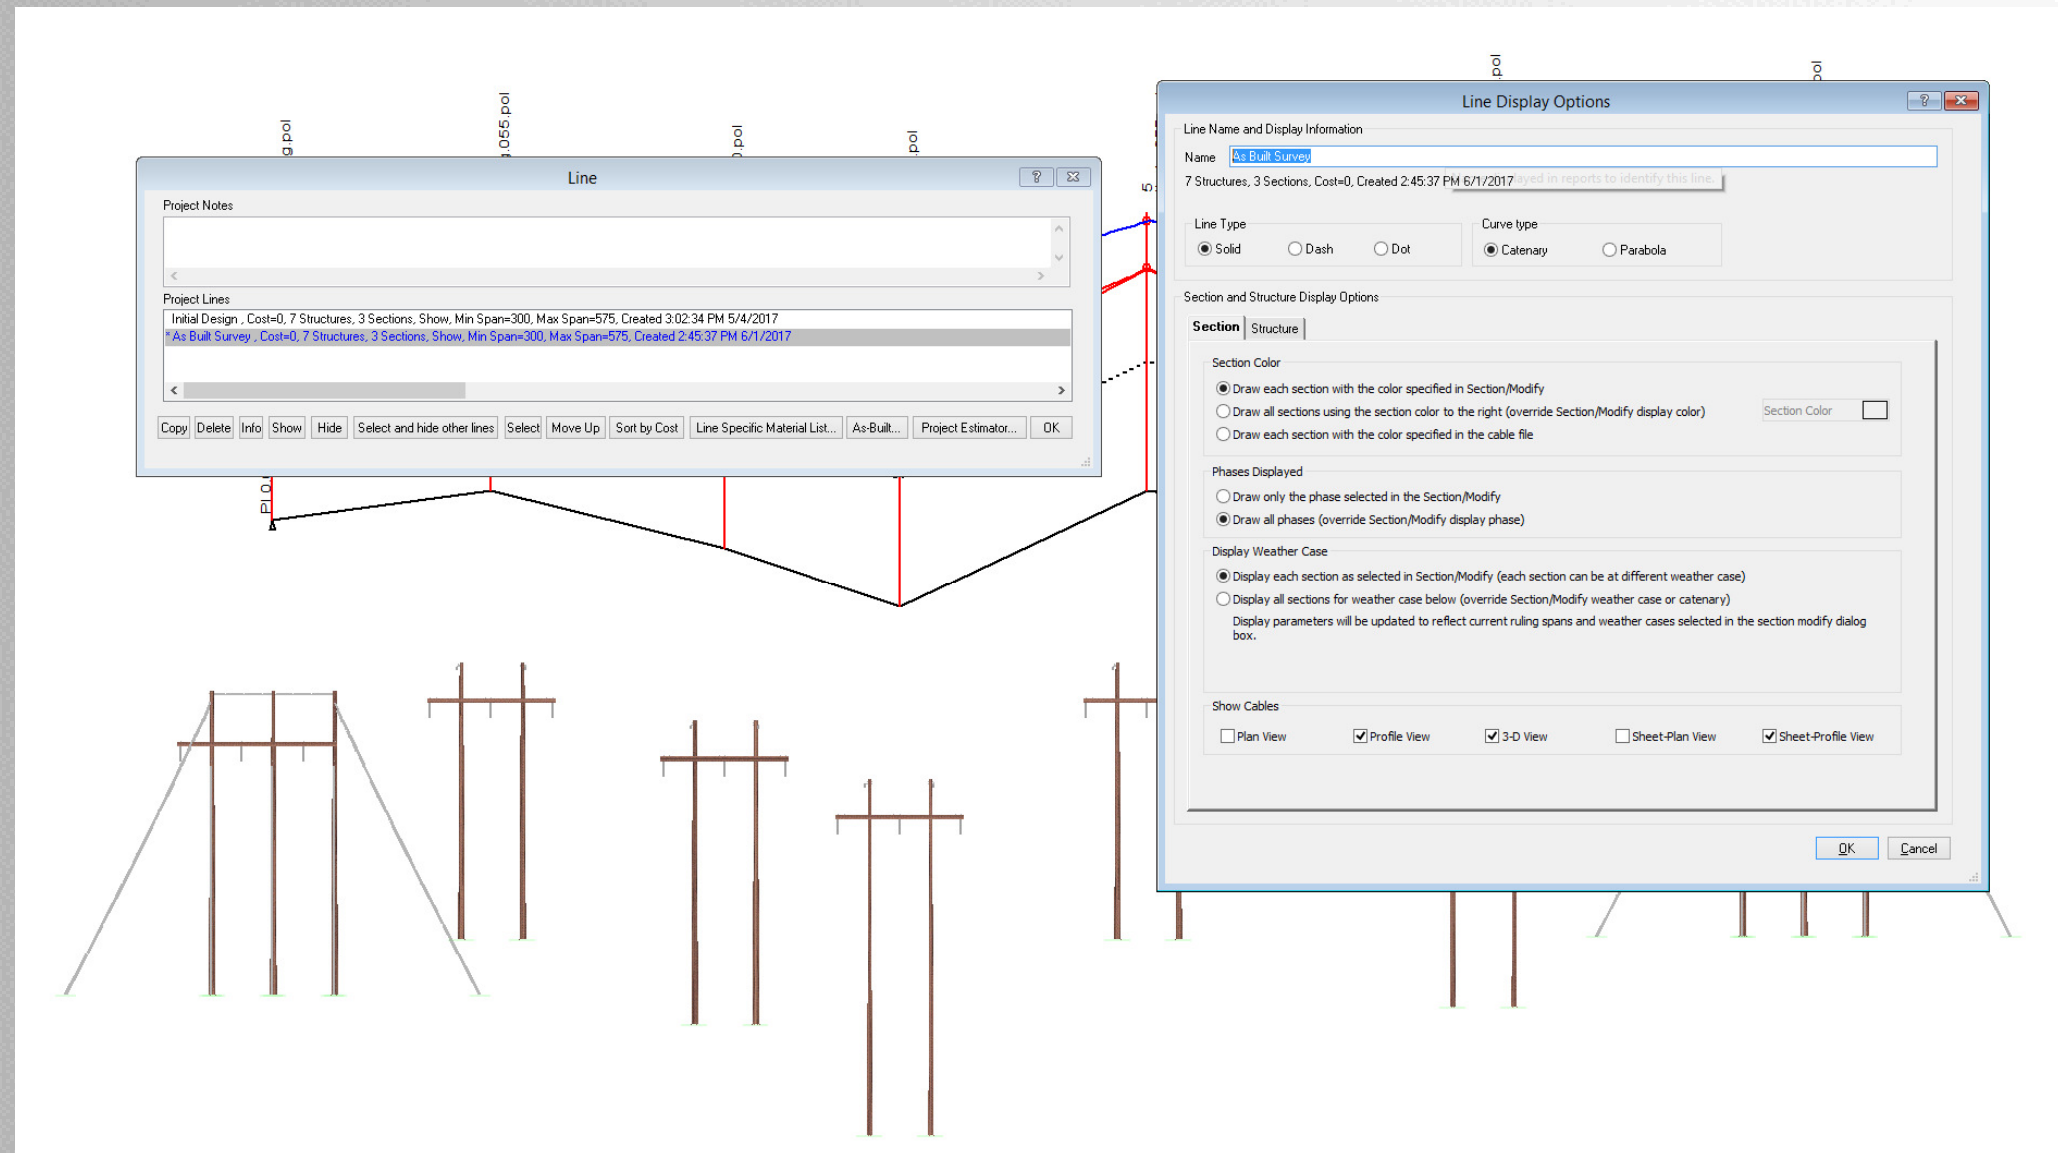 g.pol
g.055.pol
0.pol
.pol
.pol
pol
Line
Project Notes
Project Lines
Initial Design , Cost=0, 7 Structures, 3 Sections, Show, Min Span=300, Max Span=575, Created 3:02:34 PM 5/4/2017
* As Built Survey , Cost=0, 7 Structures, 3 Sections, Show, Min Span=300, Max Span=575, Created 2:45:37 PM 6/1/2017
Copy Delete Info Show Hide Select and hide other lines Select Move Up Sort by Cost Line Specific Material List... As-Built... Project Estimator... OK
PI 0
5.
Line Display Options
Line Name and Display Information
Name As Built Survey
7 Structures, 3 Sections, Cost=0, Created 2:45:37 PM 6/1/2017
played in reports to identify this line.
Line Type
Solid Dash Dot
Curve type
Catenary Parabola
Section and Structure Display Options
Section Structure
Section Color
Draw each section with the color specified in Section/Modify
Draw all sections using the section color to the right (override Section/Modify display color) Section Color
Draw each section with the color specified in the cable file
Phases Displayed
Draw only the phase selected in the Section/Modify
Draw all phases (override Section/Modify display phase)
Display Weather Case
Display each section as selected in Section/Modify (each section can be at different weather case)
Display all sections for weather case below (override Section/Modify weather case or catenary)
Display parameters will be updated to reflect current ruling spans and weather cases selected in the section modify dialog
box.
Show Cables
Plan View Profile View 3-D View Sheet-Plan View Sheet-Profile View
OK Cancel